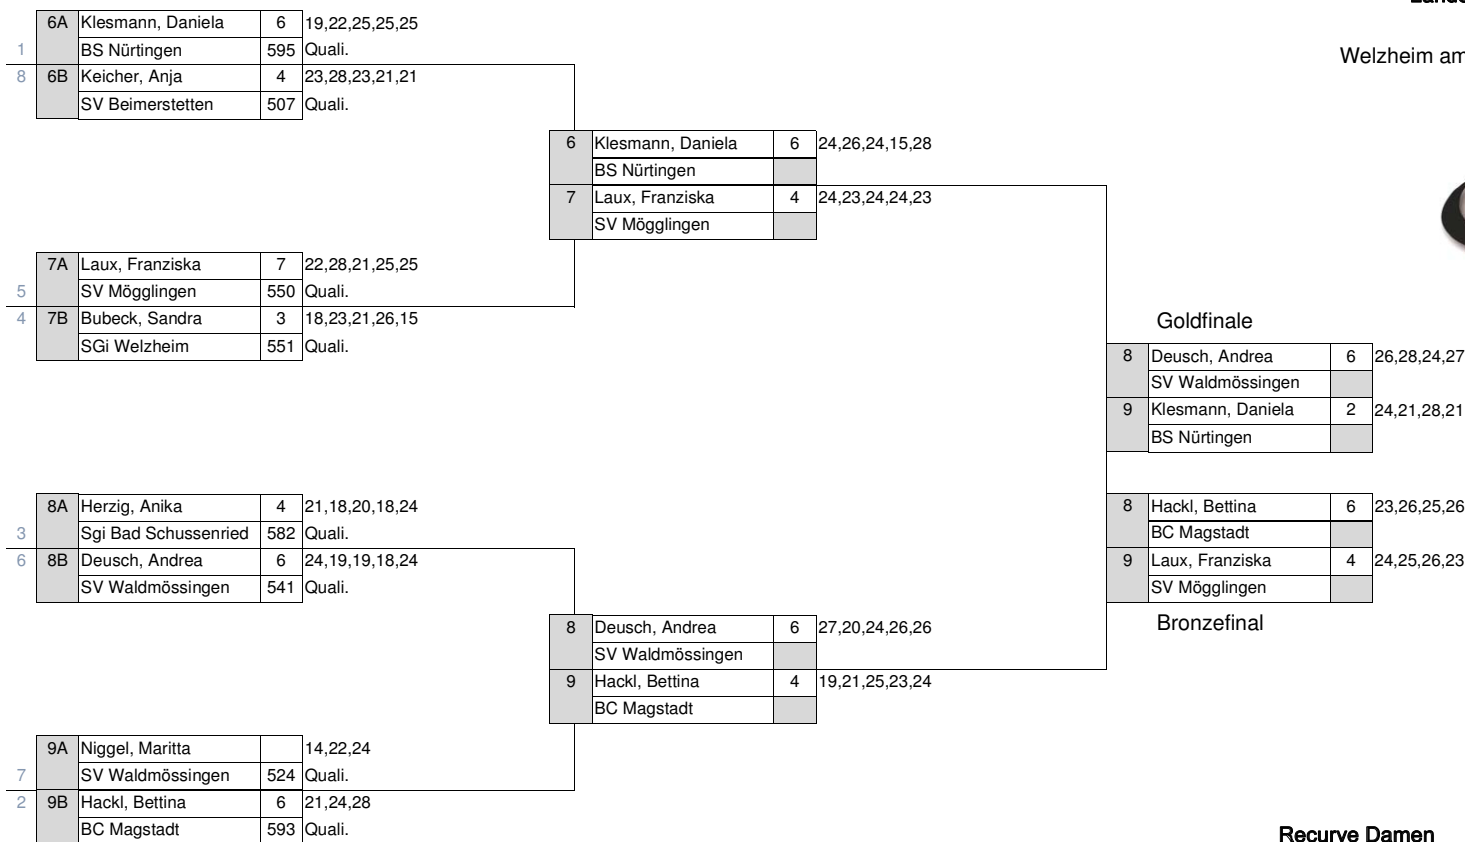 Welzheim am
6A Klesmann, Daniela 6 19,22,25,25,25
1 BS Nürtingen 595 Quali.
8 6B Keicher, Anja 4 23,28,23,21,21
SV Beimerstetten 507 Quali.
6 Klesmann, Daniela 6 24,26,24,15,28
BS Nürtingen
7 Laux, Franziska 4 24,23,24,24,23
SV Mögglingen
7A Laux, Franziska 7 22,28,21,25,25
5 SV Mögglingen 550 Quali.
4 7B Bubeck, Sandra 3 18,23,21,26,15
SGi Welzheim 551 Quali.
Goldfinale
8 Deusch, Andrea 6 26,28,24,27
SV Waldmössingen
9 Klesmann, Daniela 2 24,21,28,21
BS Nürtingen
8A Herzig, Anika 4 21,18,20,18,24
3 Sgi Bad Schussenried 582 Quali.
6 8B Deusch, Andrea 6 24,19,19,18,24
SV Waldmössingen 541 Quali.
8 Hackl, Bettina 6 23,26,25,26
BC Magstadt
9 Laux, Franziska 4 24,25,26,23
SV Mögglingen
Bronzefinal
8 Deusch, Andrea 6 27,20,24,26,26
SV Waldmössingen
9 Hackl, Bettina 4 19,21,25,23,24
BC Magstadt
9A Niggel, Maritta 14,22,24
7 SV Waldmössingen 524 Quali.
2 9B Hackl, Bettina 6 21,24,28
BC Magstadt 593 Quali.
Recurve Damen